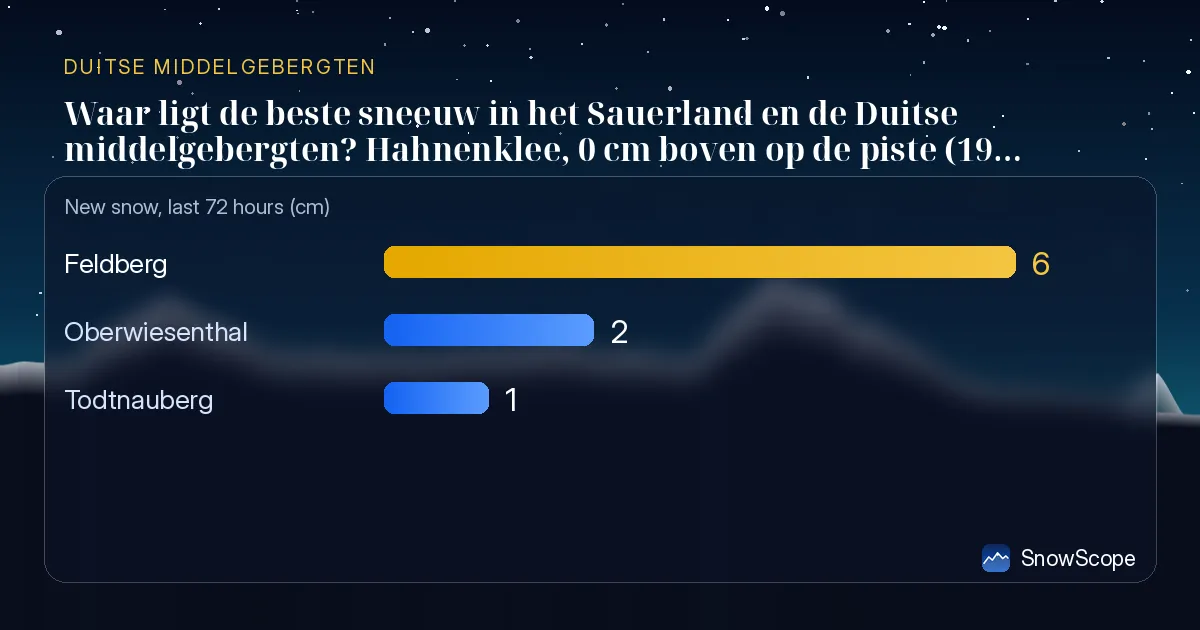 DUITSE MIDDELGEBERGTEN
Waar ligt de beste sneeuw in het Sauerland en de Duitse
middelgebergten? Hahnenklee, 0 cm boven op de piste (19...
New snow, last 72 hours (cm)
Feldberg 6
Oberwiesenthal 2
Todtnauberg 1
SnowScope